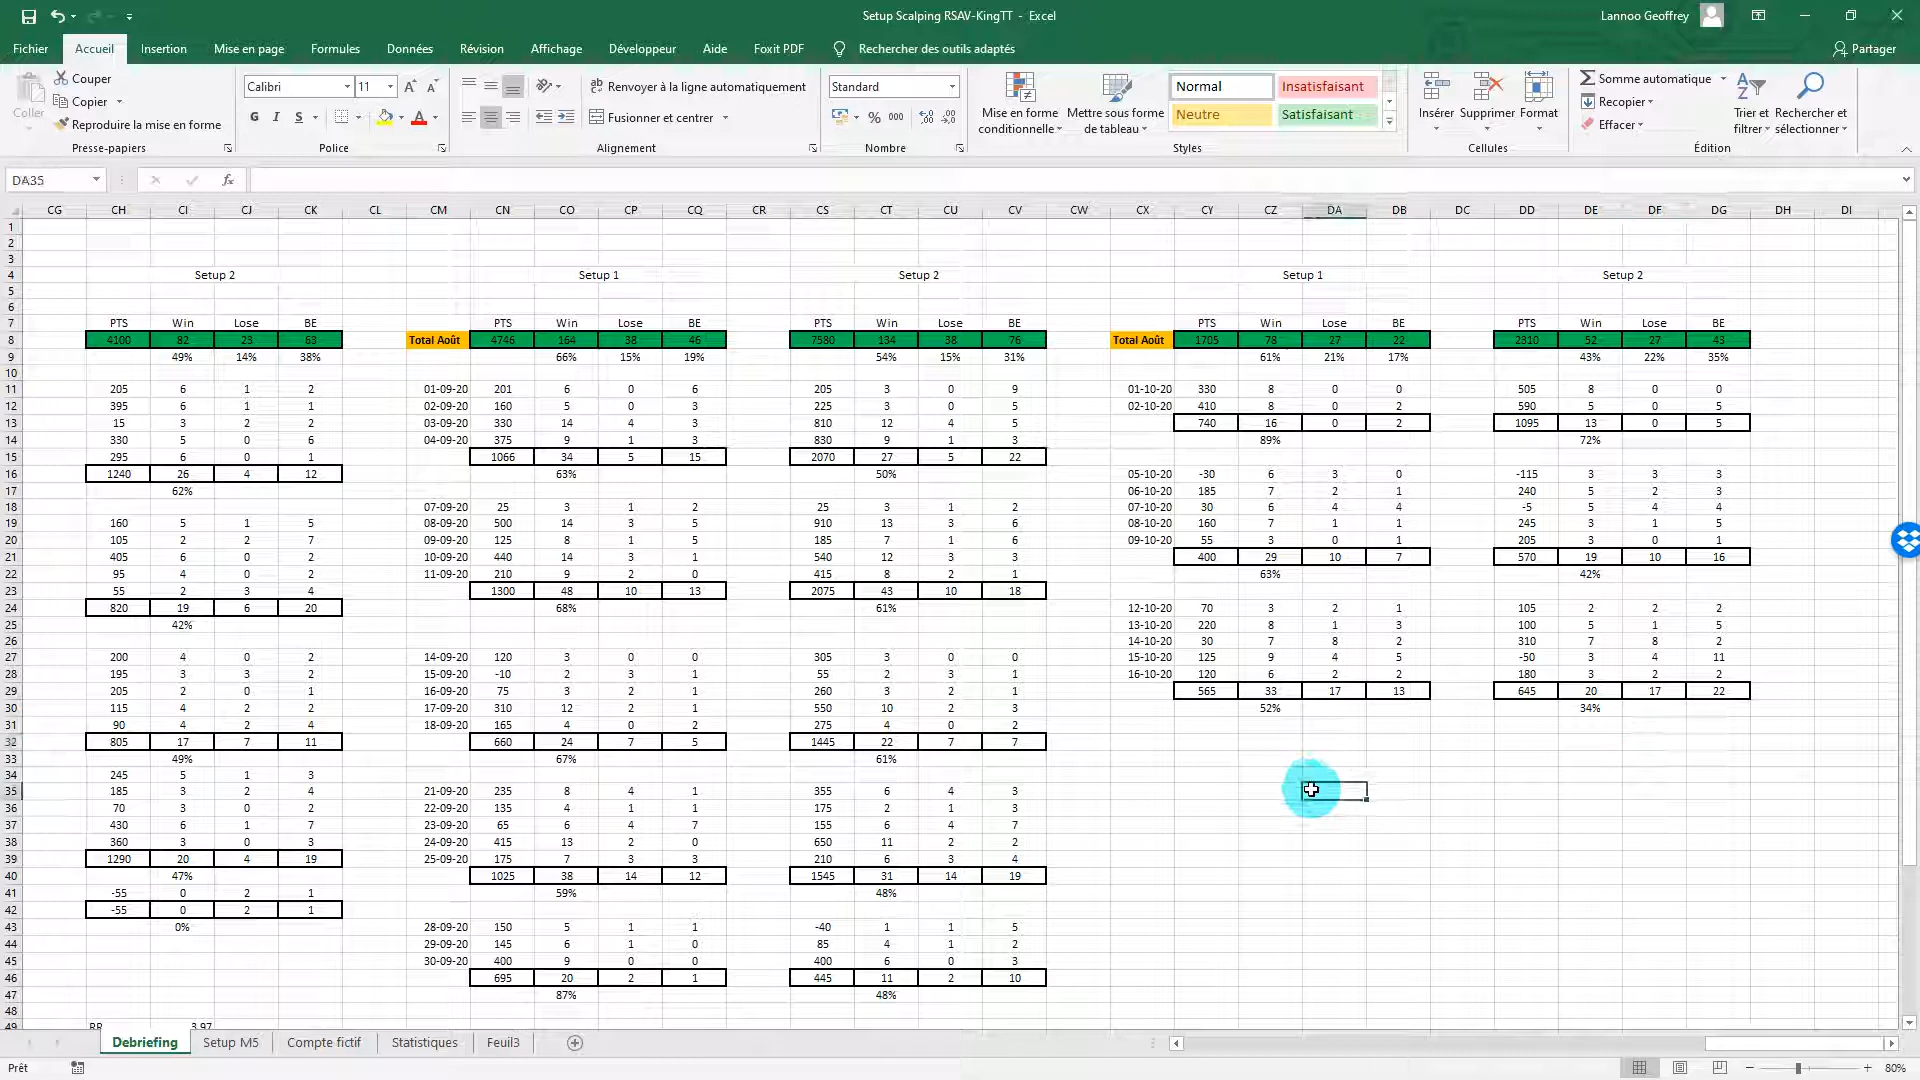 Setup Scalping RSAV-KingTT - Excel
Lannoo Geoffrey
Fichier Accueil Insertion Mise en page Formules Données Révision Affichage Développeur Aide Foxit PDF Rechercher des outils adaptés Partager
Coller
Couper
Copier
Reproduire la mise en forme
Presse-papiers
Calibri 11
G I S
Police
Renvoyer à la ligne automatiquement
Fusionner et centrer
Alignement
Standard
% 000
Nombre
Mise en forme conditionnelle
Mettre sous forme de tableau
Normal Insatisfaisant
Neutre Satisfaisant
Styles
Insérer Supprimer Format
Cellules
Somme automatique
Recopier
Effacer
Trier et filtrer
Rechercher et sélectionner
Édition
DA35
fx
CG CH CI CJ CK CL CM CN CO CP CQ CR CS CT CU CV CW CX CY CZ DA DB DC DD DE DF DG DH DI
1
2
3
4 Setup 2 Setup 1 Setup 2 Setup 1 Setup 2
5
6
7 PTS Win Lose BE PTS Win Lose BE PTS Win Lose BE PTS Win Lose BE PTS Win Lose BE
8 4100 82 23 63 Total Août 4746 164 38 46 7580 134 38 76 Total Août 1705 78 27 22 2310 52 27 43
9 49% 14% 38% 66% 15% 19% 54% 15% 31% 61% 21% 17% 43% 22% 35%
10
11 205 6 1 2 01-09-20 201 6 0 6 205 3 0 9 01-10-20 330 8 0 0 505 8 0 0
12 395 6 1 1 02-09-20 160 5 0 3 225 3 0 5 02-10-20 410 8 0 2 590 5 0 5
13 15 3 2 2 03-09-20 330 14 4 3 810 12 4 5 740 16 0 2 1095 13 0 5
14 330 5 0 6 04-09-20 375 9 1 3 830 9 1 3 89% 72%
15 295 6 0 1 1066 34 5 15 2070 27 5 22
16 1240 26 4 12 63% 50% 05-10-20 -30 6 3 0 -115 3 3 3
17 62% 06-10-20 185 7 2 1 240 5 2 3
18 07-09-20 25 3 1 2 25 3 1 2 07-10-20 30 6 4 4 -5 5 4 4
19 160 5 1 5 08-09-20 500 14 3 5 910 13 3 6 08-10-20 160 7 1 1 245 3 1 5
20 105 2 2 7 09-09-20 125 8 1 5 185 7 1 6 09-10-20 55 3 0 1 205 3 0 1
21 405 6 0 2 10-09-20 440 14 3 1 540 12 3 3 400 29 10 7 570 19 10 16
22 95 4 0 2 11-09-20 210 9 2 0 415 8 2 1 63% 42%
23 55 2 3 4 1300 48 10 13 2075 43 10 18
24 820 19 6 20 68% 61% 12-10-20 70 3 2 1 105 2 2 2
25 42% 13-10-20 220 8 1 3 100 5 1 5
26 14-10-20 30 7 8 2 310 7 8 2
27 200 4 0 2 14-09-20 120 3 0 0 305 3 0 0 15-10-20 125 9 4 5 -50 3 4 11
28 195 3 3 2 15-09-20 -10 2 3 1 55 2 3 1 16-10-20 120 6 2 2 180 3 2 2
29 205 2 0 1 16-09-20 75 3 2 1 260 3 2 1 565 33 17 13 645 20 17 22
30 115 4 2 2 17-09-20 310 12 2 1 550 10 2 3 52% 34%
31 90 4 2 4 18-09-20 165 4 0 2 275 4 0 2
32 805 17 7 11 660 24 7 5 1445 22 7 7
33 49% 67% 61%
34 245 5 1 3
35 185 3 2 4 21-09-20 235 8 4 1 355 6 4 3
36 70 3 0 2 22-09-20 135 4 1 1 175 2 1 3
37 430 6 1 7 23-09-20 65 6 4 7 155 6 4 7
38 360 3 0 3 24-09-20 415 13 2 0 650 11 2 2
39 1290 20 4 19 25-09-20 175 7 3 3 210 6 3 4
40 47% 1025 38 14 12 1545 31 14 19
41 -55 0 2 1 59% 48%
42 -55 0 2 1
43 0% 28-09-20 150 5 1 1 -40 1 1 5
44 29-09-20 145 6 1 0 85 4 1 2
45 30-09-20 400 9 0 0 400 6 0 3
46 695 20 2 1 445 11 2 10
47 87% 48%
48
49 RR 3,97
Debriefing Setup M5 Compte fictif Statistiques Feuil3
Prêt
80%